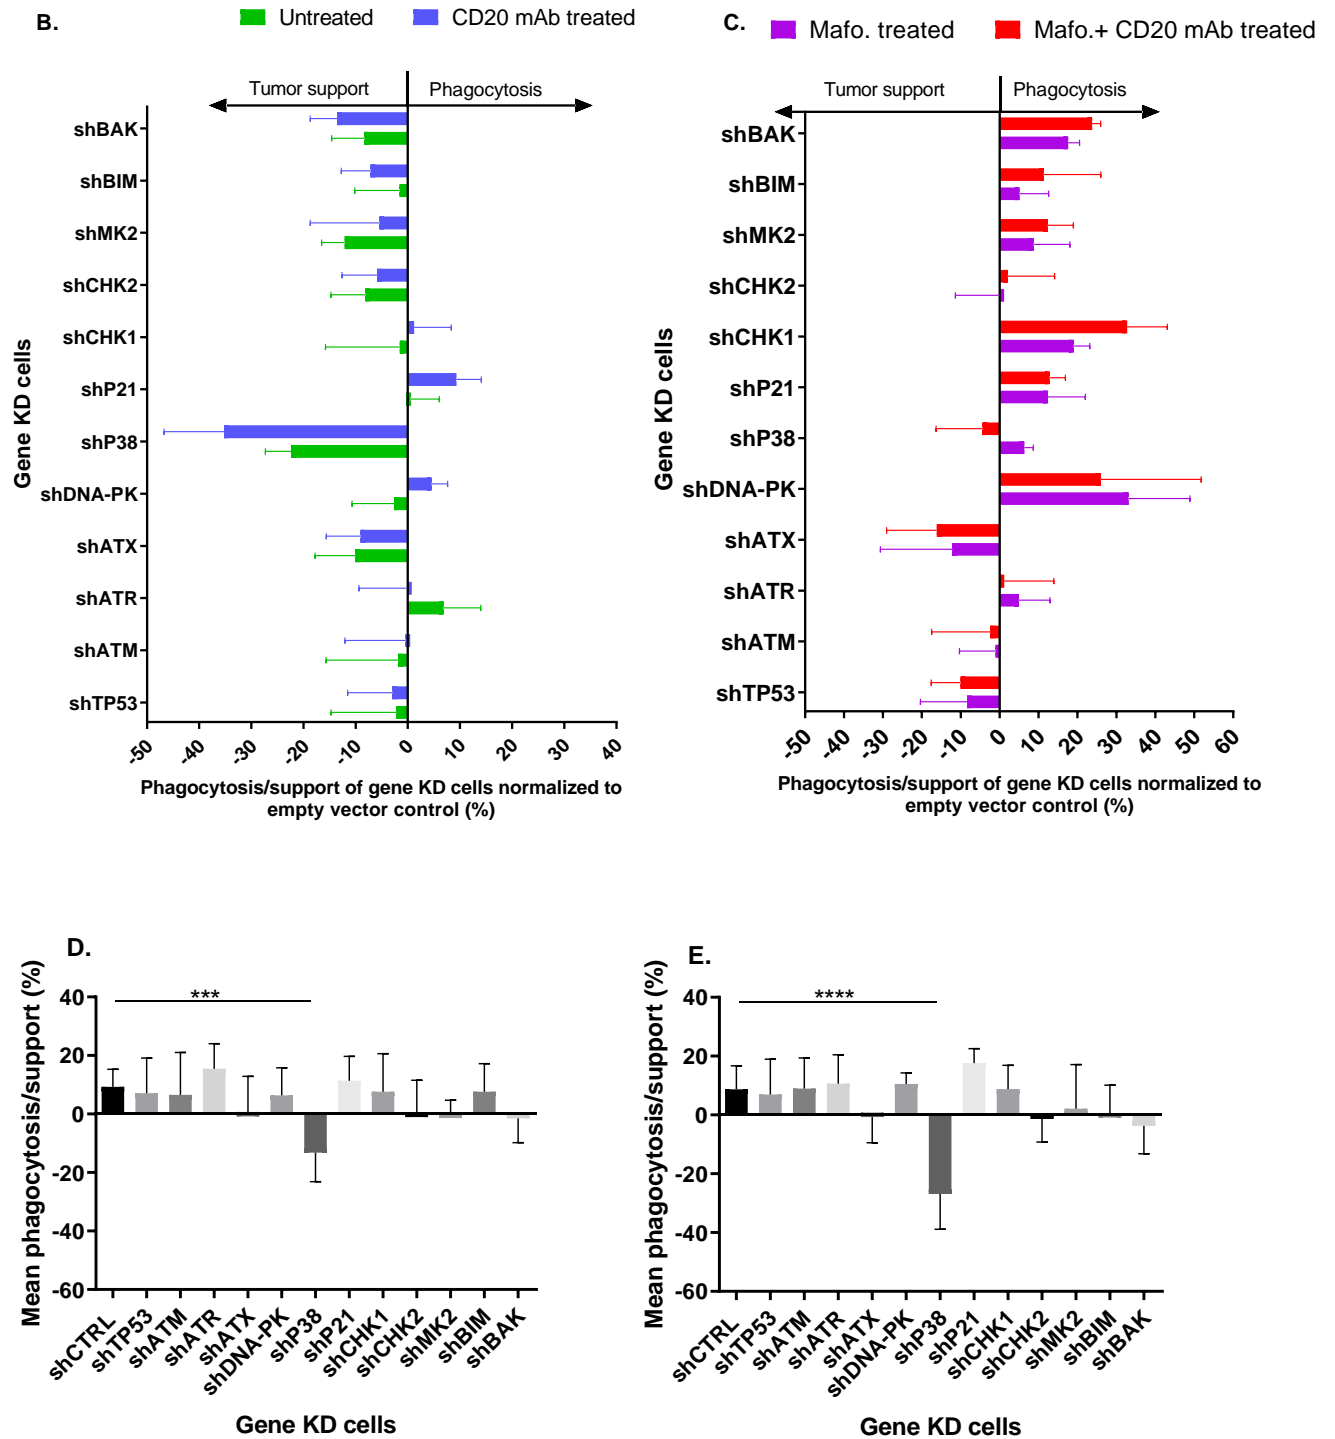 B.
Untreated
CD20 mAb treated
Tumor support
Phagocytosis
Gene KD cells
shBAK
shBIM
shMK2
shCHK2
shCHK1
shP21
shP38
shDNA-PK
shATX
shATR
shATM
shTP53
-50
-40
-30
-20
-10
0
10
20
30
40
Phagocytosis/support of gene KD cells normalized to
empty vector control (%)
C.
Mafo. treated
Mafo.+ CD20 mAb treated
Tumor support
Phagocytosis
Gene KD cells
shBAK
shBIM
shMK2
shCHK2
shCHK1
shP21
shP38
shDNA-PK
shATX
shATR
shATM
shTP53
-50
-40
-30
-20
-10
0
10
20
30
40
50
60
Phagocytosis/support of gene KD cells normalized to
empty vector control (%)
D.
Mean phagocytosis/support (%)
40
20
0
-20
-40
-60
***
shCTRL
shTP53
shATM
shATR
shATX
shDNA-PK
shP38
shP21
shCHK1
shCHK2
shMK2
shBIM
shBAK
Gene KD cells
E.
Mean phagocytosis/support (%)
40
20
0
-20
-40
-60
****
shCTRL
shTP53
shATM
shATR
shATX
shDNA-PK
shP38
shP21
shCHK1
shCHK2
shMK2
shBIM
shBAK
Gene KD cells